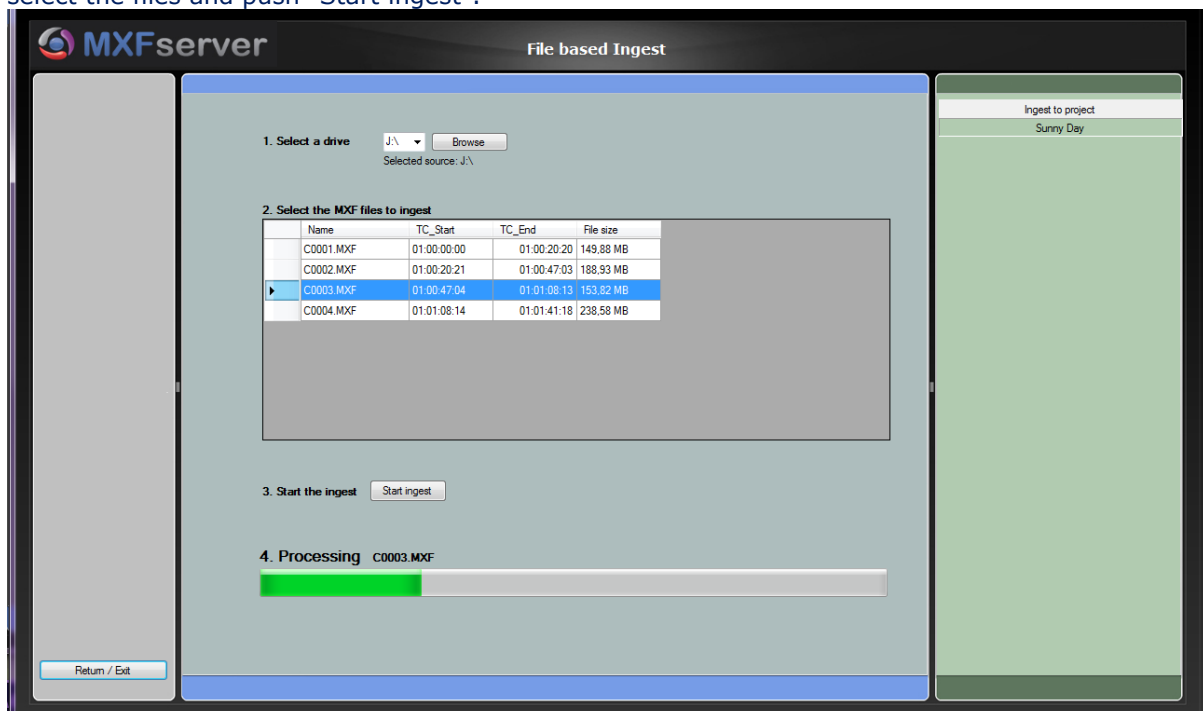 select the files and push "Start ingest".
MXFserver
File based Ingest
Ingest to project
Sunny Day
1. Select a drive J:\ Browse
Selected source: J:\
2. Select the MXF files to ingest
Name TC_Start TC_End File size
C0001.MXF 01:00:00:00 01:00:20:20 149,88 MB
C0002.MXF 01:00:20:21 01:00:47:03 188,93 MB
C0003.MXF 01:00:47:04 01:01:08:13 153,82 MB
C0004.MXF 01:01:08:14 01:01:41:18 238,58 MB
3. Start the ingest Start ingest
4. Processing C0003.MXF
Return / Exit